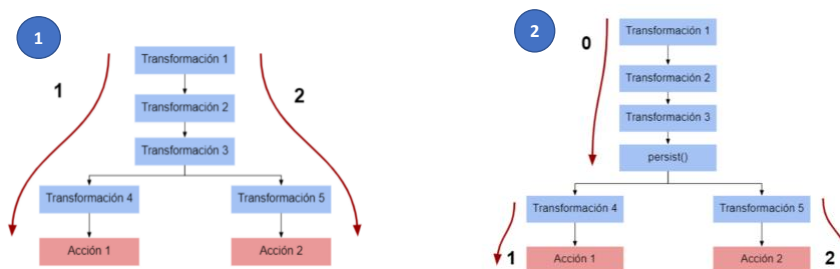 1
Transformación 1
1
2
Transformación 2
Transformación 3
Transformación 4
Transformación 5
Acción 1
Acción 2
2
0
Transformación 1
Transformación 2
Transformación 3
persist()
Transformación 4
Transformación 5
1
Acción 1
Acción 2
2